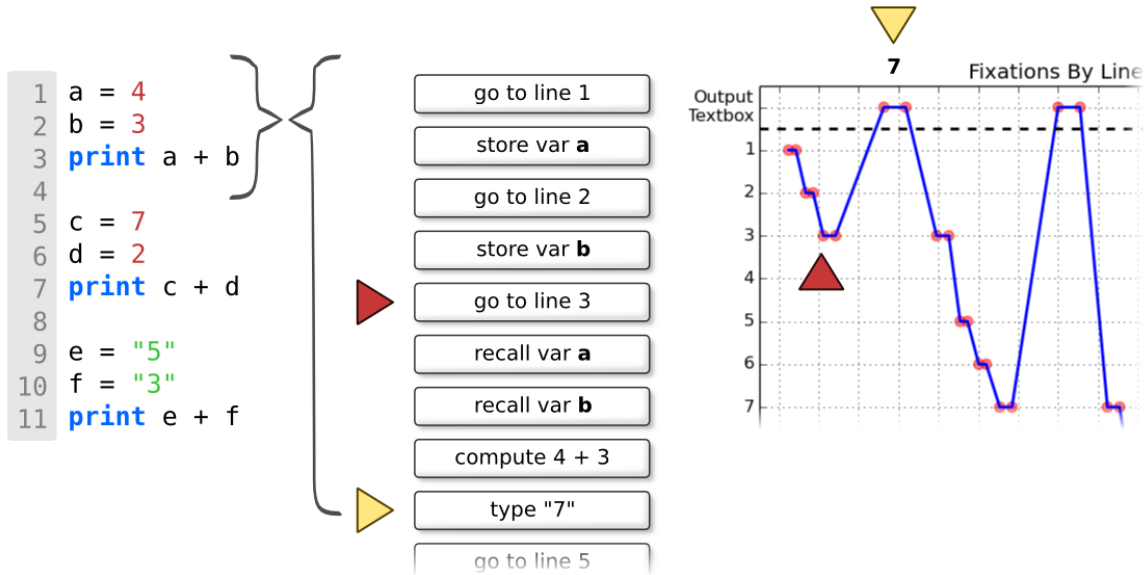 1 a = 4
2 b = 3
3 print a + b
4
5 c = 7
6 d = 2
7 print c + d
8
9 e = "5"
10 f = "3"
11 print e + f
go to line 1
store var a
go to line 2
store var b
go to line 3
recall var a
recall var b
compute 4 + 3
type "7"
go to line 5
7
Fixations By Line
Output
Textbox
1
2
3
4
5
6
7